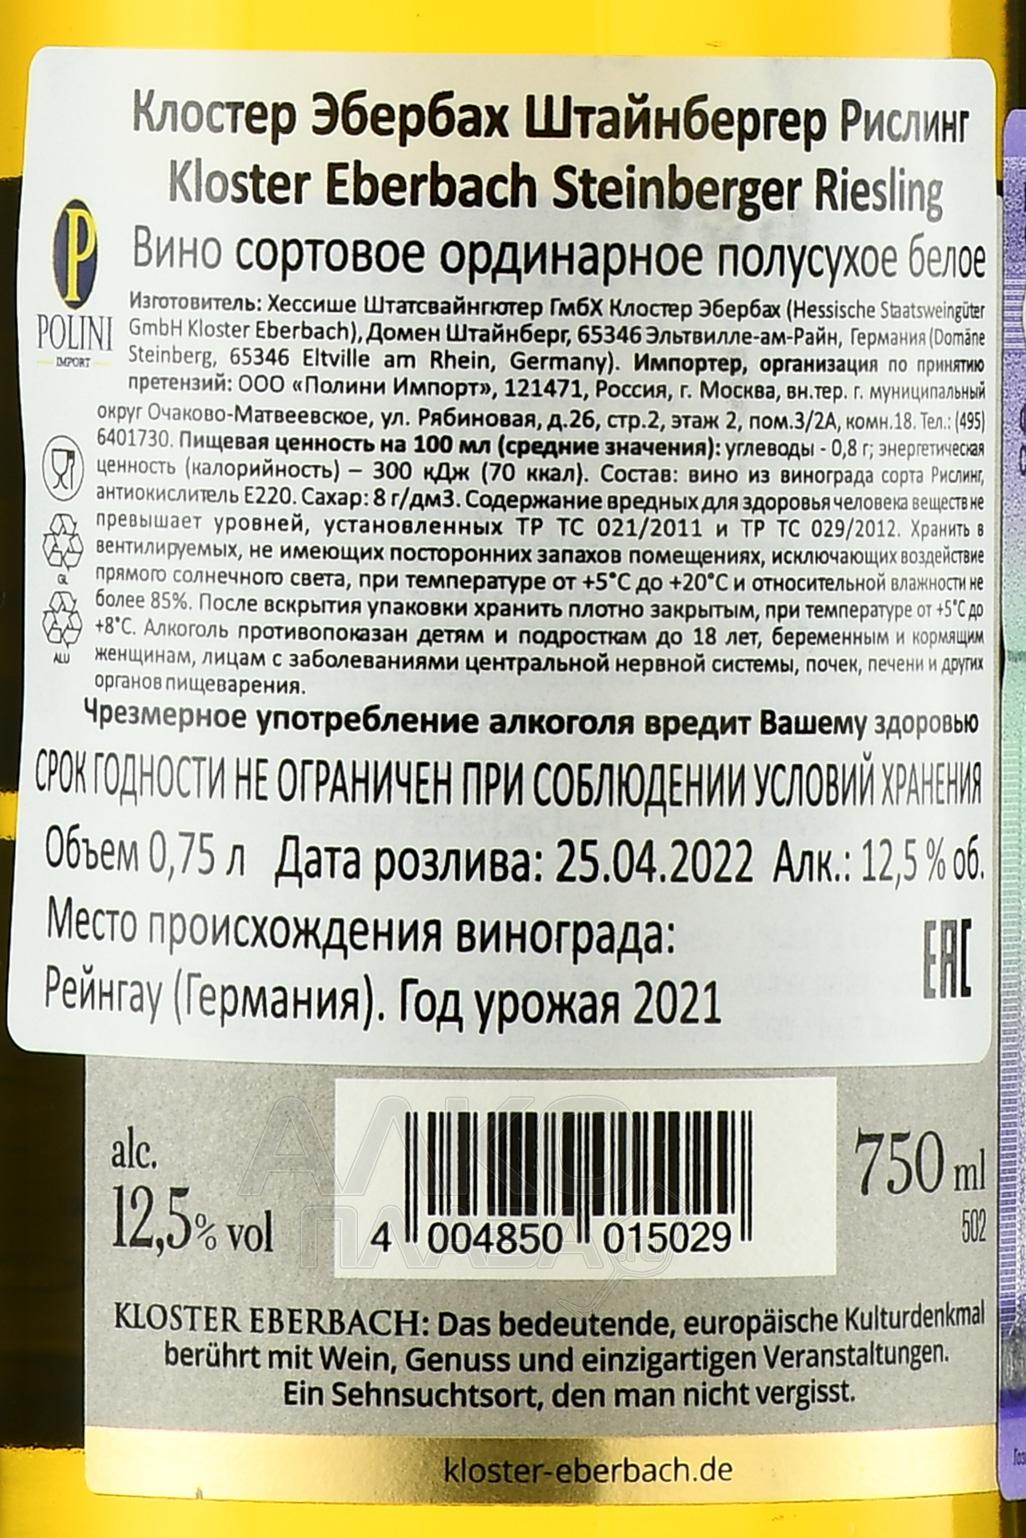 Клостер Эбербах Штайнбергер Рислинг
Kloster Eberbach Steinberger Riesling
Вино сортовое ординарное полусухое белое
P
POLINI
IMPORT
Изготовитель: Хессише Штатсвайнгютер ГмбХ Клостер Эбербах (Hessische Staatsweingüter
GmbH Kloster Eberbach), Домен Штайнберг, 65346 Эльтвилле-ам-Райн, Германия (Domäne
Steinberg, 65346 Eltville am Rhein, Germany). Импортер, организация по принятию
претензий: ООО «Полини Импорт», 121471, Россия, г. Москва, вн.тер. г. муниципальный
округ Очаково-Матвеевское, ул. Рябиновая, д.26, стр.2, этаж 2, пом.3/2А, комн.18. Тел.: (495)
6401730. Пищевая ценность на 100 мл (средние значения): углеводы - 0,8 г; энергетическая
ценность (калорийность) – 300 кДж (70 ккал). Состав: вино из винограда сорта Рислинг,
антиокислитель Е220. Сахар: 8 г/дм3. Содержание вредных для здоровья человека веществ не
превышает уровней, установленных ТР ТС 021/2011 и ТР ТС 029/2012. Хранить в
вентилируемых, не имеющих посторонних запахов помещениях, исключающих воздействие
прямого солнечного света, при температуре от +5°C до +20°C и относительной влажности не
более 85%. После вскрытия упаковки хранить плотно закрытым, при температуре от +5°C до
+8°C. Алкоголь противопоказан детям и подросткам до 18 лет, беременным и кормящим
женщинам, лицам с заболеваниями центральной нервной системы, почек, печени и других
органов пищеварения.
GL
ALU
Чрезмерное употребление алкоголя вредит Вашему здоровью
СРОК ГОДНОСТИ НЕ ОГРАНИЧЕН ПРИ СОБЛЮДЕНИИ УСЛОВИЙ ХРАНЕНИЯ
Объем 0,75 л Дата розлива: 25.04.2022 Алк.: 12,5 % об.
Место происхождения винограда:
Рейнгау (Германия). Год урожая 2021
EAC
alc.
12,5% vol
4 004850 015029
750 ml
502
KLOSTER EBERBACH: Das bedeutende, europäische Kulturdenkmal
berührt mit Wein, Genuss und einzigartigen Veranstaltungen.
Ein Sehnsuchtsort, den man nicht vergisst.
kloster-eberbach.de